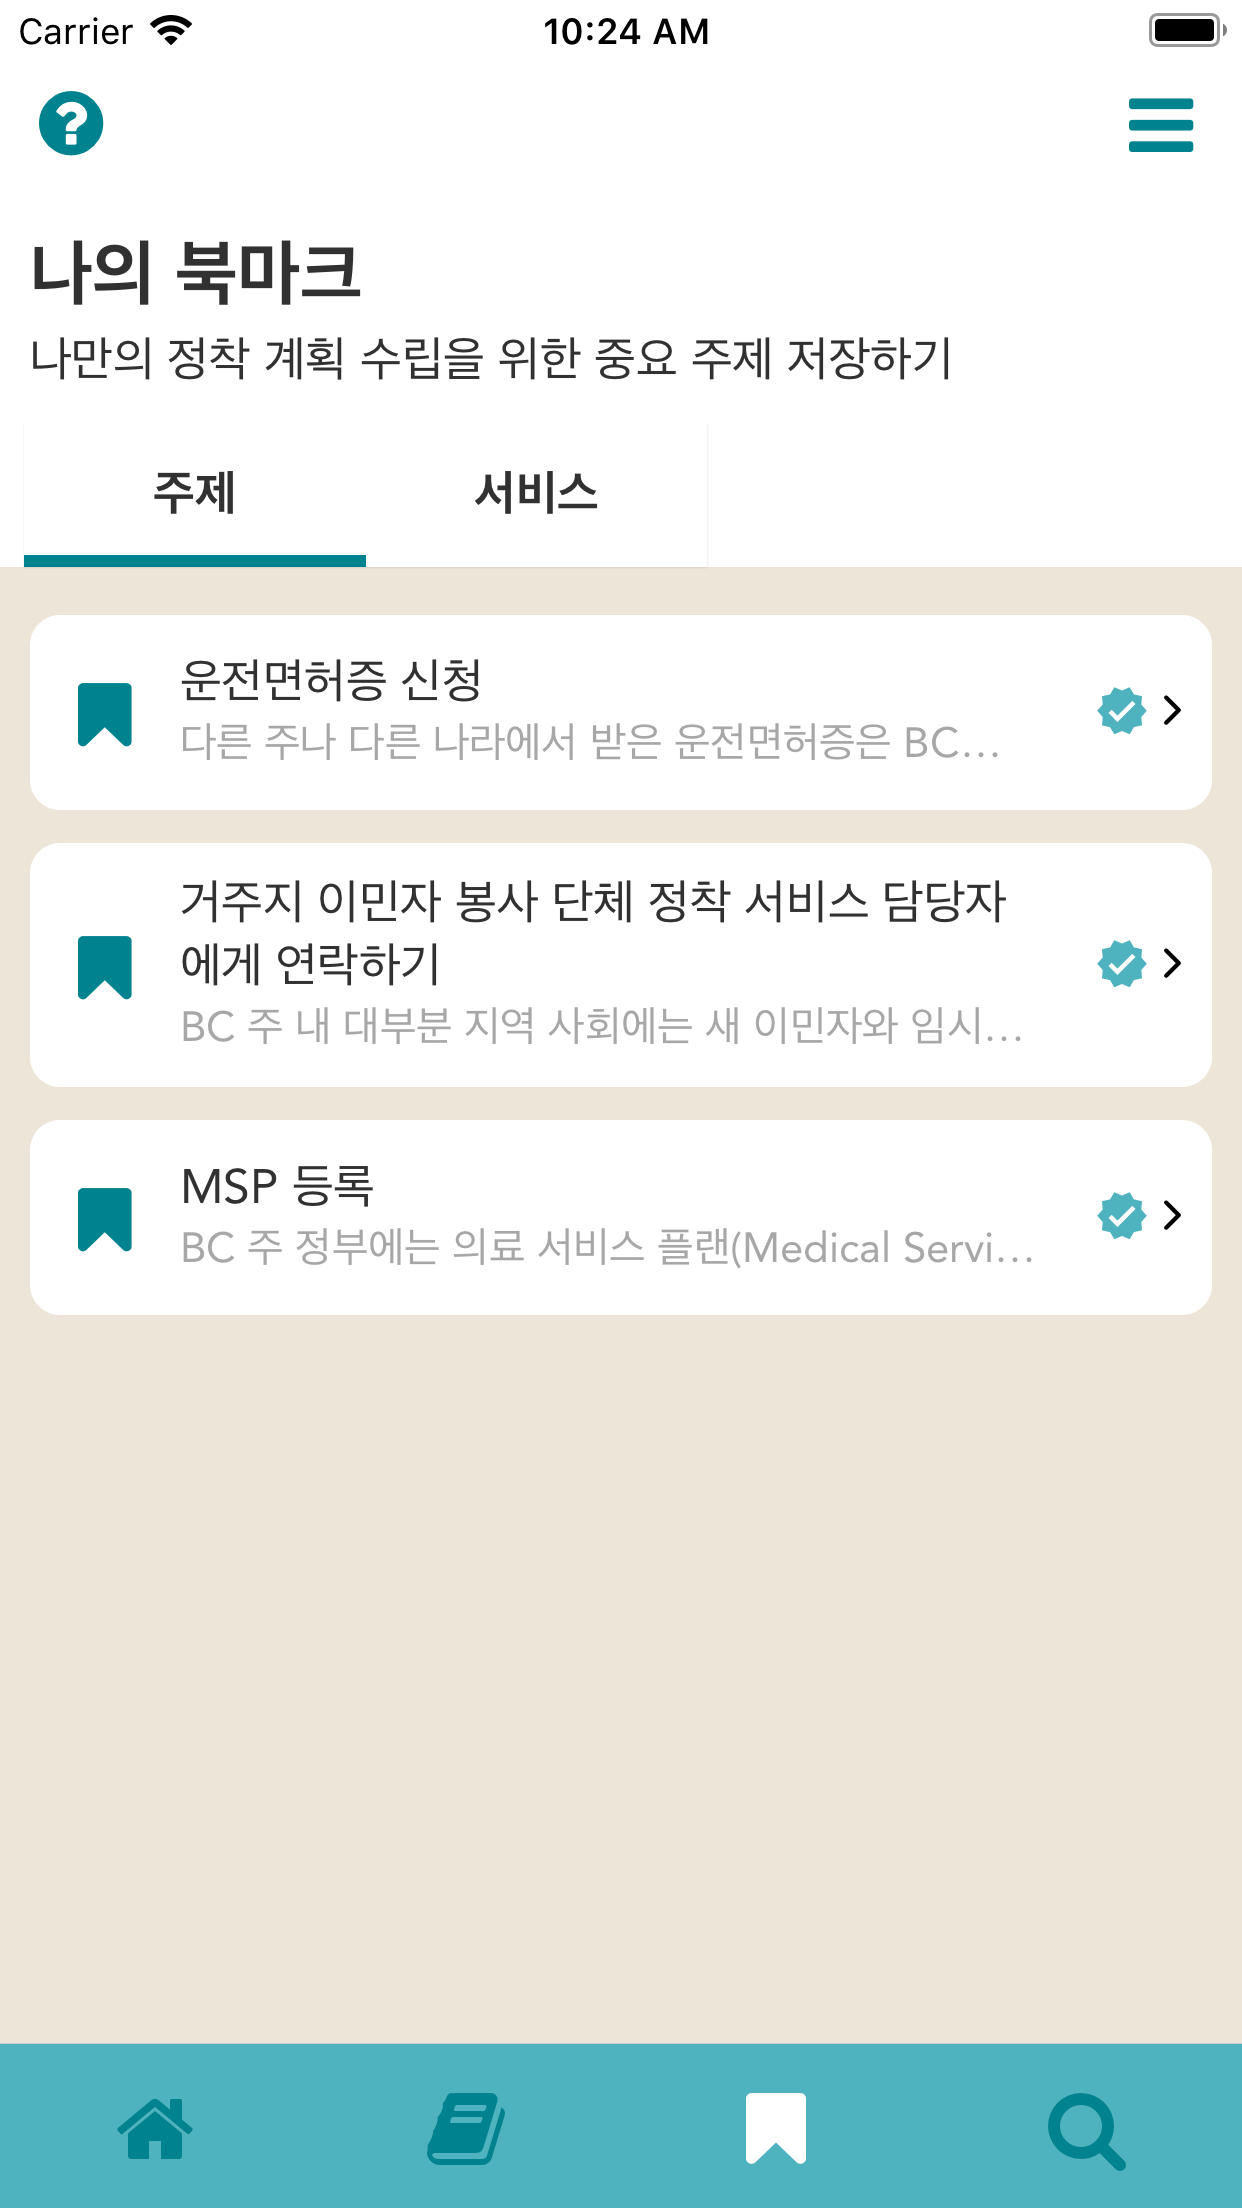 Carrier
10:24 AM
나의 북마크
나만의 정착 계획 수립을 위한 중요 주제 저장하기
주제
서비스
운전면허증 신청
다른 주나 다른 나라에서 받은 운전면허증은 BC...
거주지 이민자 봉사 단체 정착 서비스 담당자
에게 연락하기
BC 주 내 대부분 지역 사회에는 새 이민자와 임시...
MSP 등록
BC 주 정부에는 의료 서비스 플랜(Medical Servi...